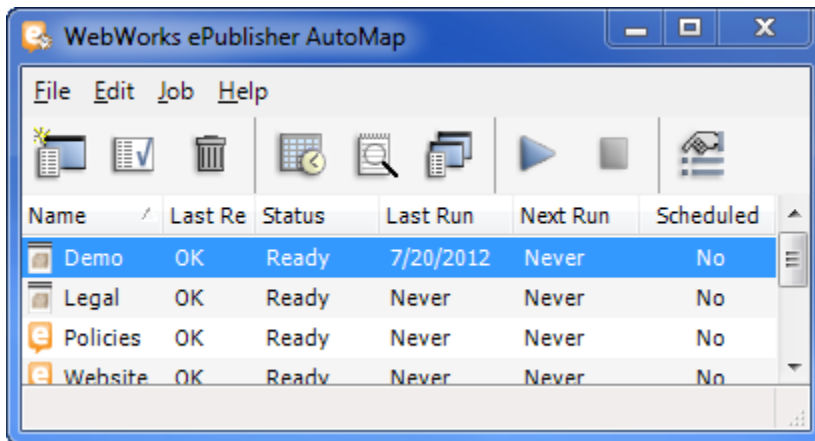 WebWorks ePublisher AutoMap
File Edit Job Help
Name Last Re Status Last Run Next Run Scheduled
Demo OK Ready 7/20/2012 Never No
Legal OK Ready Never Never No
Policies OK Ready Never Never No
Website OK Ready Never Never No